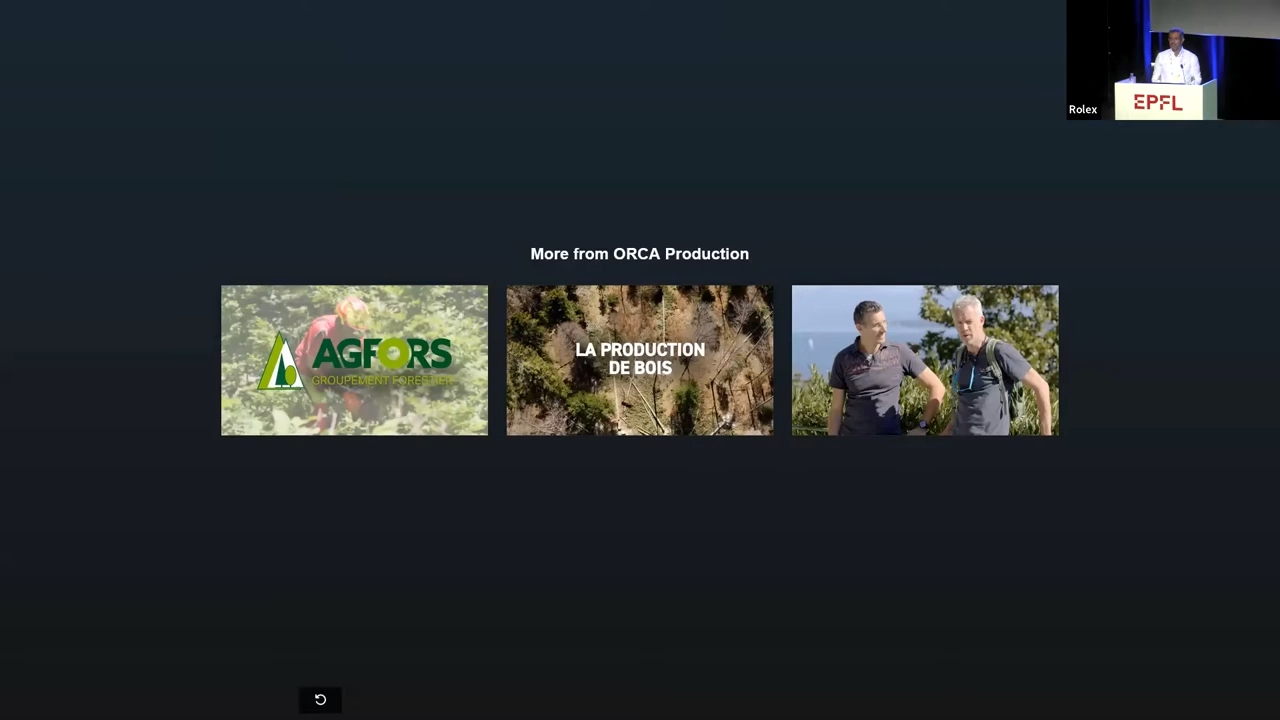 Rolex
EPFL
More from ORCA Production
AGFORS
GROUPEMENT FORESTIER
LA PRODUCTION
DE BOIS